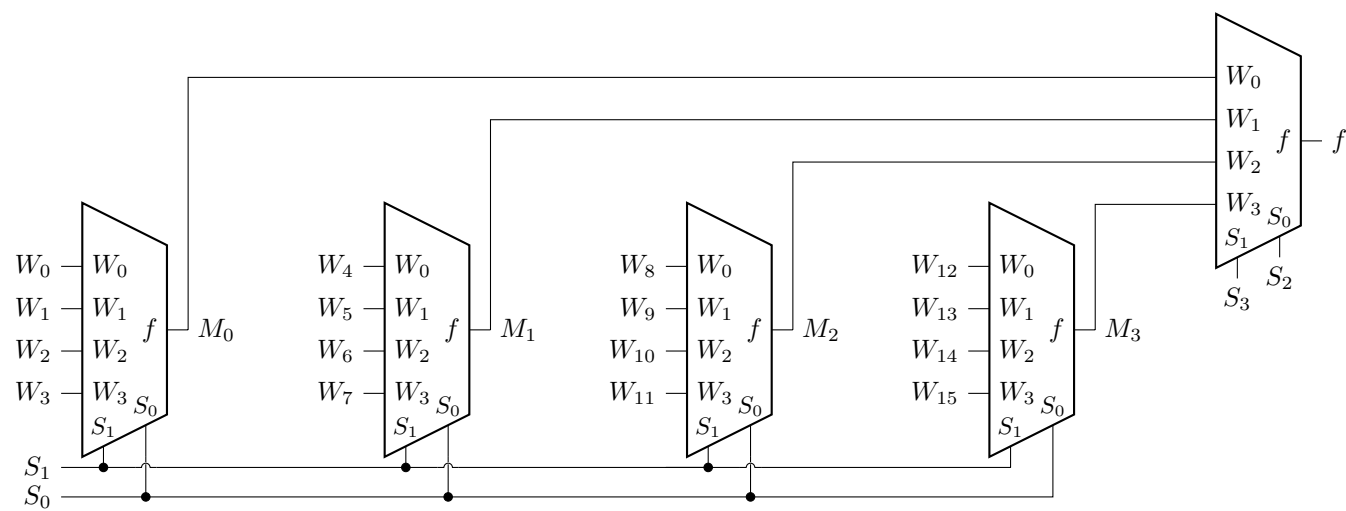 W₀
W₁
f f
W₂
W₃ S₀
S₁
S₂
S₃
W₀ W₀ W₄ W₀ W₈ W₀ W₁₂ W₀
W₁ W₁ W₅ W₁ W₉ W₁ W₁₃ W₁
f M₀ f M₁ f M₂ f M₃
W₂ W₂ W₆ W₂ W₁₀ W₂ W₁₄ W₂
W₃ W₃ S₀ W₇ W₃ S₀ W₁₁ W₃ S₀ W₁₅ W₃ S₀
S₁ S₁ S₁ S₁
S₁
S₀